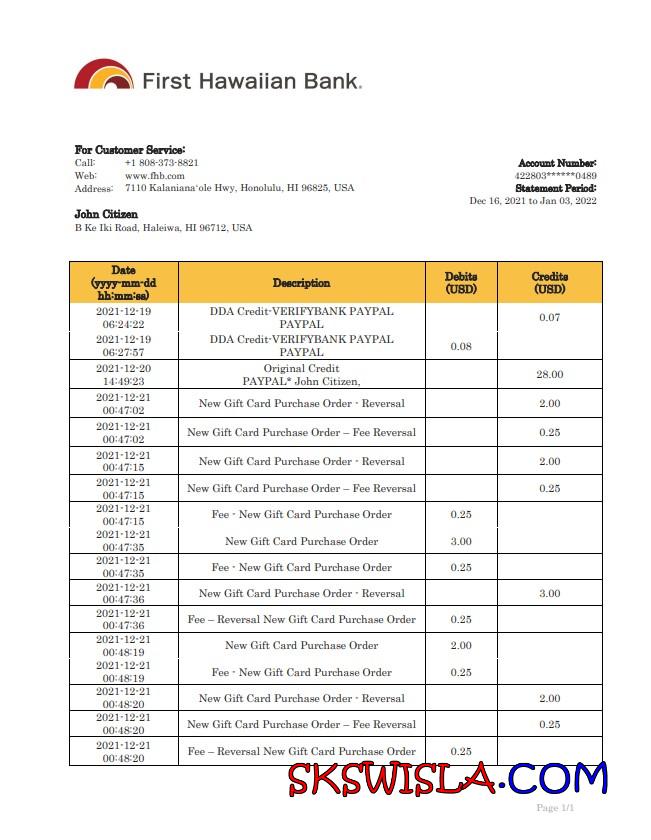 First Hawaiian Bank.
For Customer Service:
Call: +1 808-373-8821
Web: www.fhb.com
Address: 7110 Kalaniana'ole Hwy, Honolulu, HI 96825, USA
Account Number:
422803******0489
Statement Period:
Dec 16, 2021 to Jan 03, 2022
John Citizen
B Ke Iki Road, Haleiwa, HI 96712, USA
Date
(yyyy-mm-dd
hh:mm:ss)
Description
Debits
(USD)
Credits
(USD)
2021-12-19
06:24:22
DDA Credit-VERIFYBANK PAYPAL
PAYPAL
0.07
2021-12-19
06:27:57
DDA Credit-VERIFYBANK PAYPAL
PAYPAL
0.08
2021-12-20
14:49:23
Original Credit
PAYPAL* John Citizen,
28.00
2021-12-21
00:47:02
New Gift Card Purchase Order - Reversal
2.00
2021-12-21
00:47:02
New Gift Card Purchase Order – Fee Reversal
0.25
2021-12-21
00:47:15
New Gift Card Purchase Order - Reversal
2.00
2021-12-21
00:47:15
New Gift Card Purchase Order – Fee Reversal
0.25
2021-12-21
00:47:15
Fee - New Gift Card Purchase Order
0.25
2021-12-21
00:47:35
New Gift Card Purchase Order
3.00
2021-12-21
00:47:35
Fee - New Gift Card Purchase Order
0.25
2021-12-21
00:47:36
New Gift Card Purchase Order - Reversal
3.00
2021-12-21
00:47:36
Fee – Reversal New Gift Card Purchase Order
0.25
2021-12-21
00:48:19
New Gift Card Purchase Order
2.00
2021-12-21
00:48:19
Fee - New Gift Card Purchase Order
0.25
2021-12-21
00:48:20
New Gift Card Purchase Order - Reversal
2.00
2021-12-21
00:48:20
New Gift Card Purchase Order – Fee Reversal
0.25
2021-12-21
00:48:20
Fee – Reversal New Gift Card Purchase Order
0.25
SKSWISLA.COM
Page 1/1